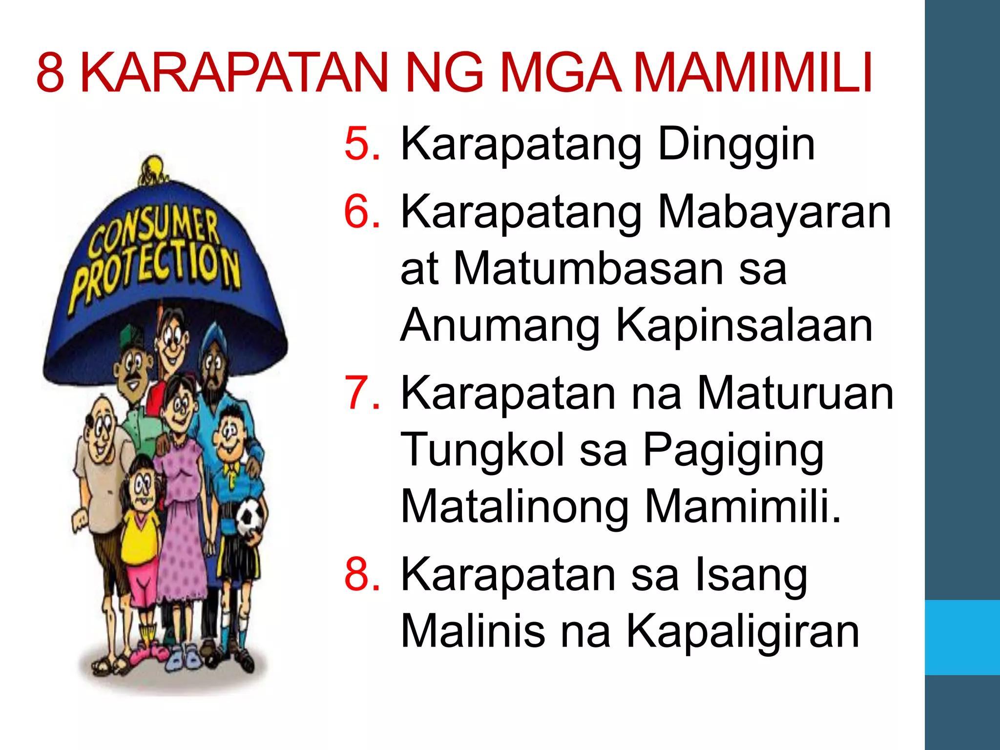 8 KARAPATAN NG MGA MAMIMILI
CONSUMER
PROTECTION
5. Karapatang Dinggin
6. Karapatang Mabayaran
at Matumbasan sa
Anumang Kapinsalaan
7. Karapatan na Maturuan
Tungkol sa Pagiging
Matalinong Mamimili.
8. Karapatan sa Isang
Malinis na Kapaligiran